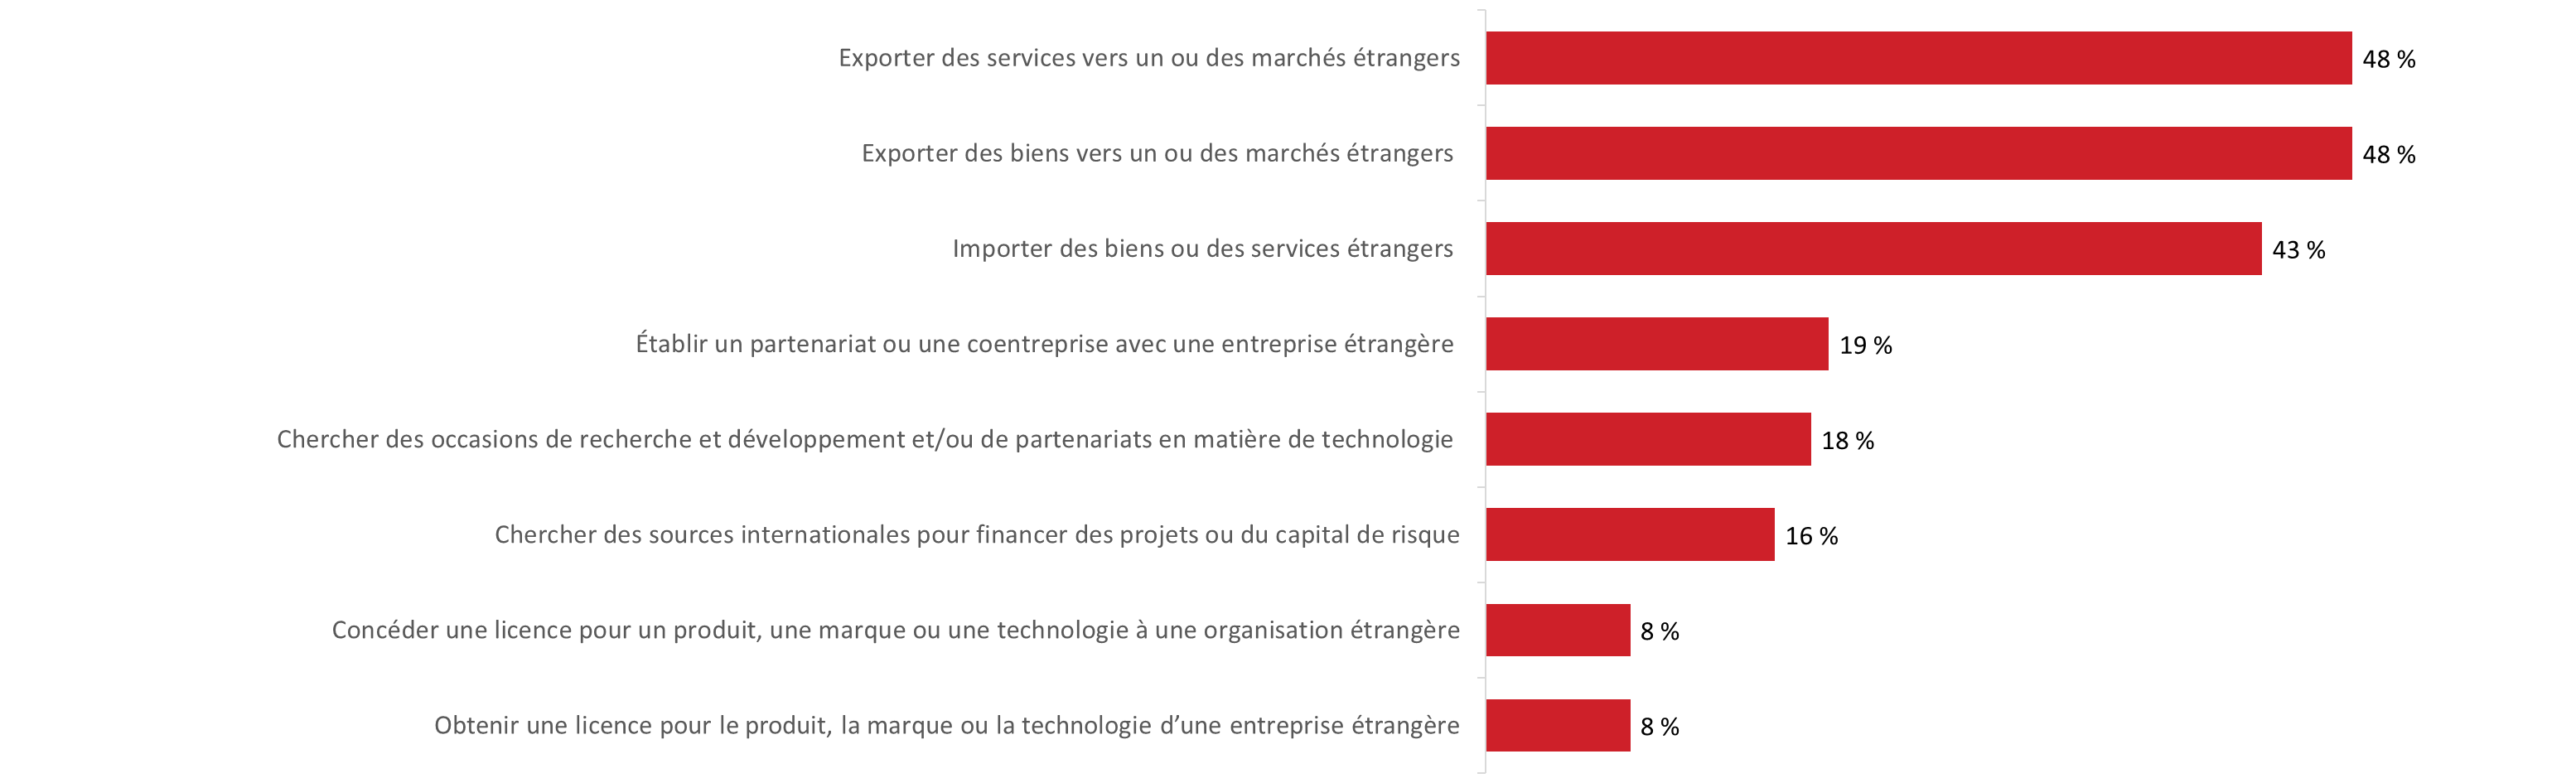 Exporter des services vers un ou des marchés étrangers 48 %
Exporter des biens vers un ou des marchés étrangers 48 %
Importer des biens ou des services étrangers 43 %
Établir un partenariat ou une coentreprise avec une entreprise étrangère 19 %
Chercher des occasions de recherche et développement et/ou de partenariats en matière de technologie 18 %
Chercher des sources internationales pour financer des projets ou du capital de risque 16 %
Concéder une licence pour un produit, une marque ou une technologie à une organisation étrangère 8 %
Obtenir une licence pour le produit, la marque ou la technologie d’une entreprise étrangère 8 %